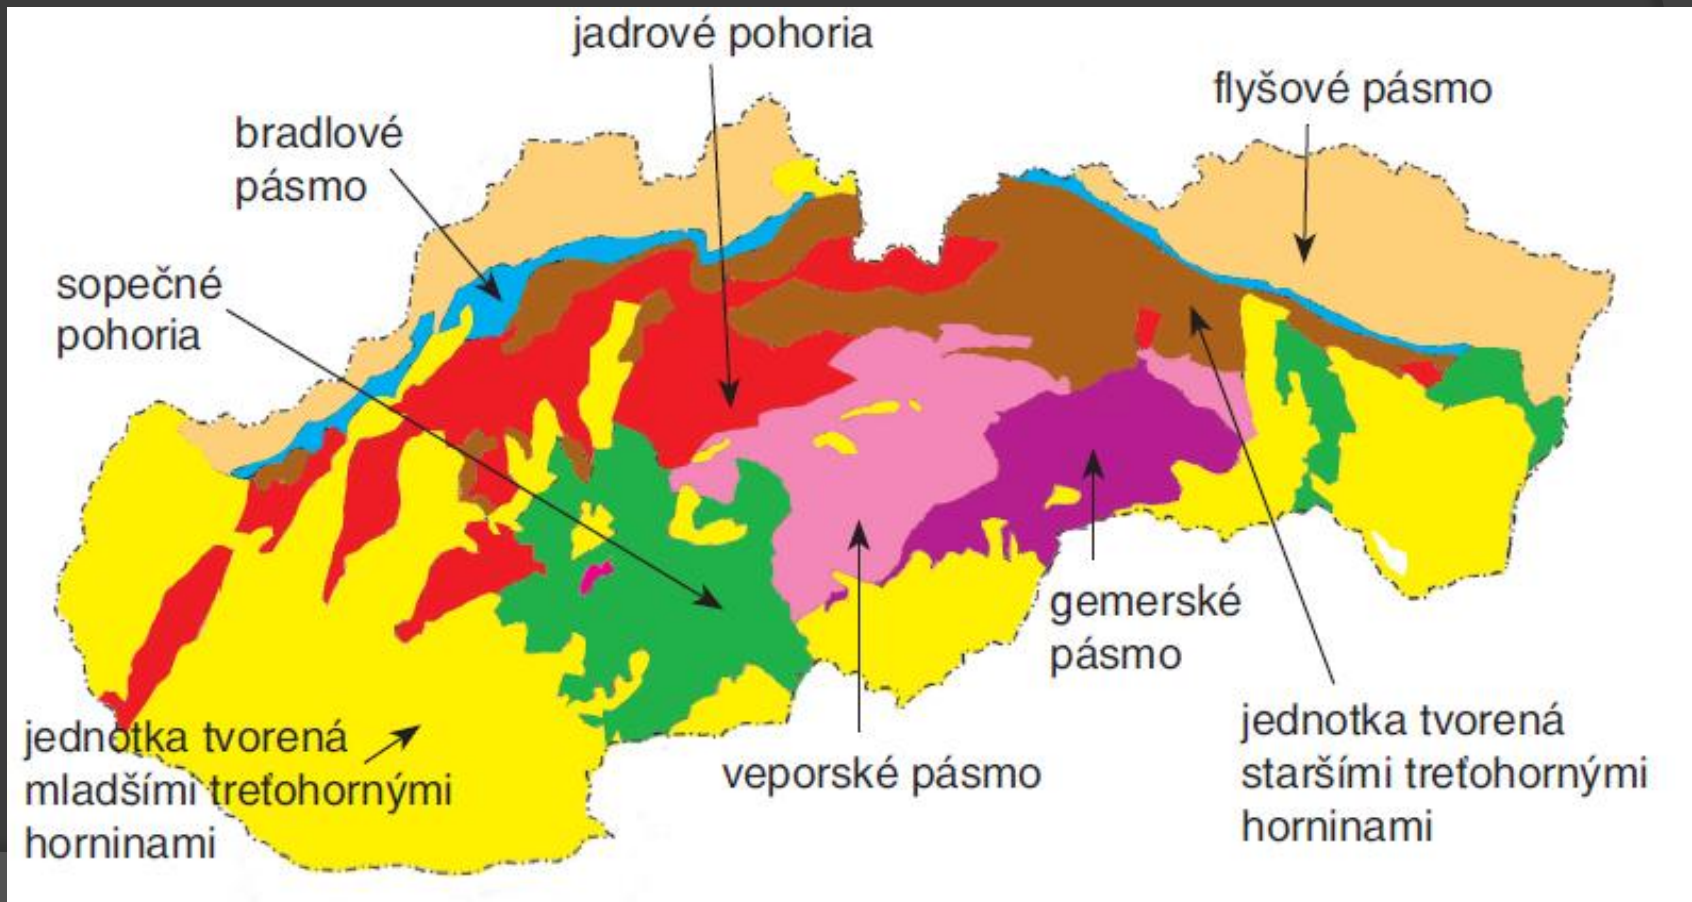 jadrové pohoria
flyšové pásmo
bradlové
pásmo
sopečné
pohoria
gemerské
pásmo
jednotka tvorená
mladšími treťohornými
horninami
veporské pásmo
jednotka tvorená
staršími treťohornými
horninami